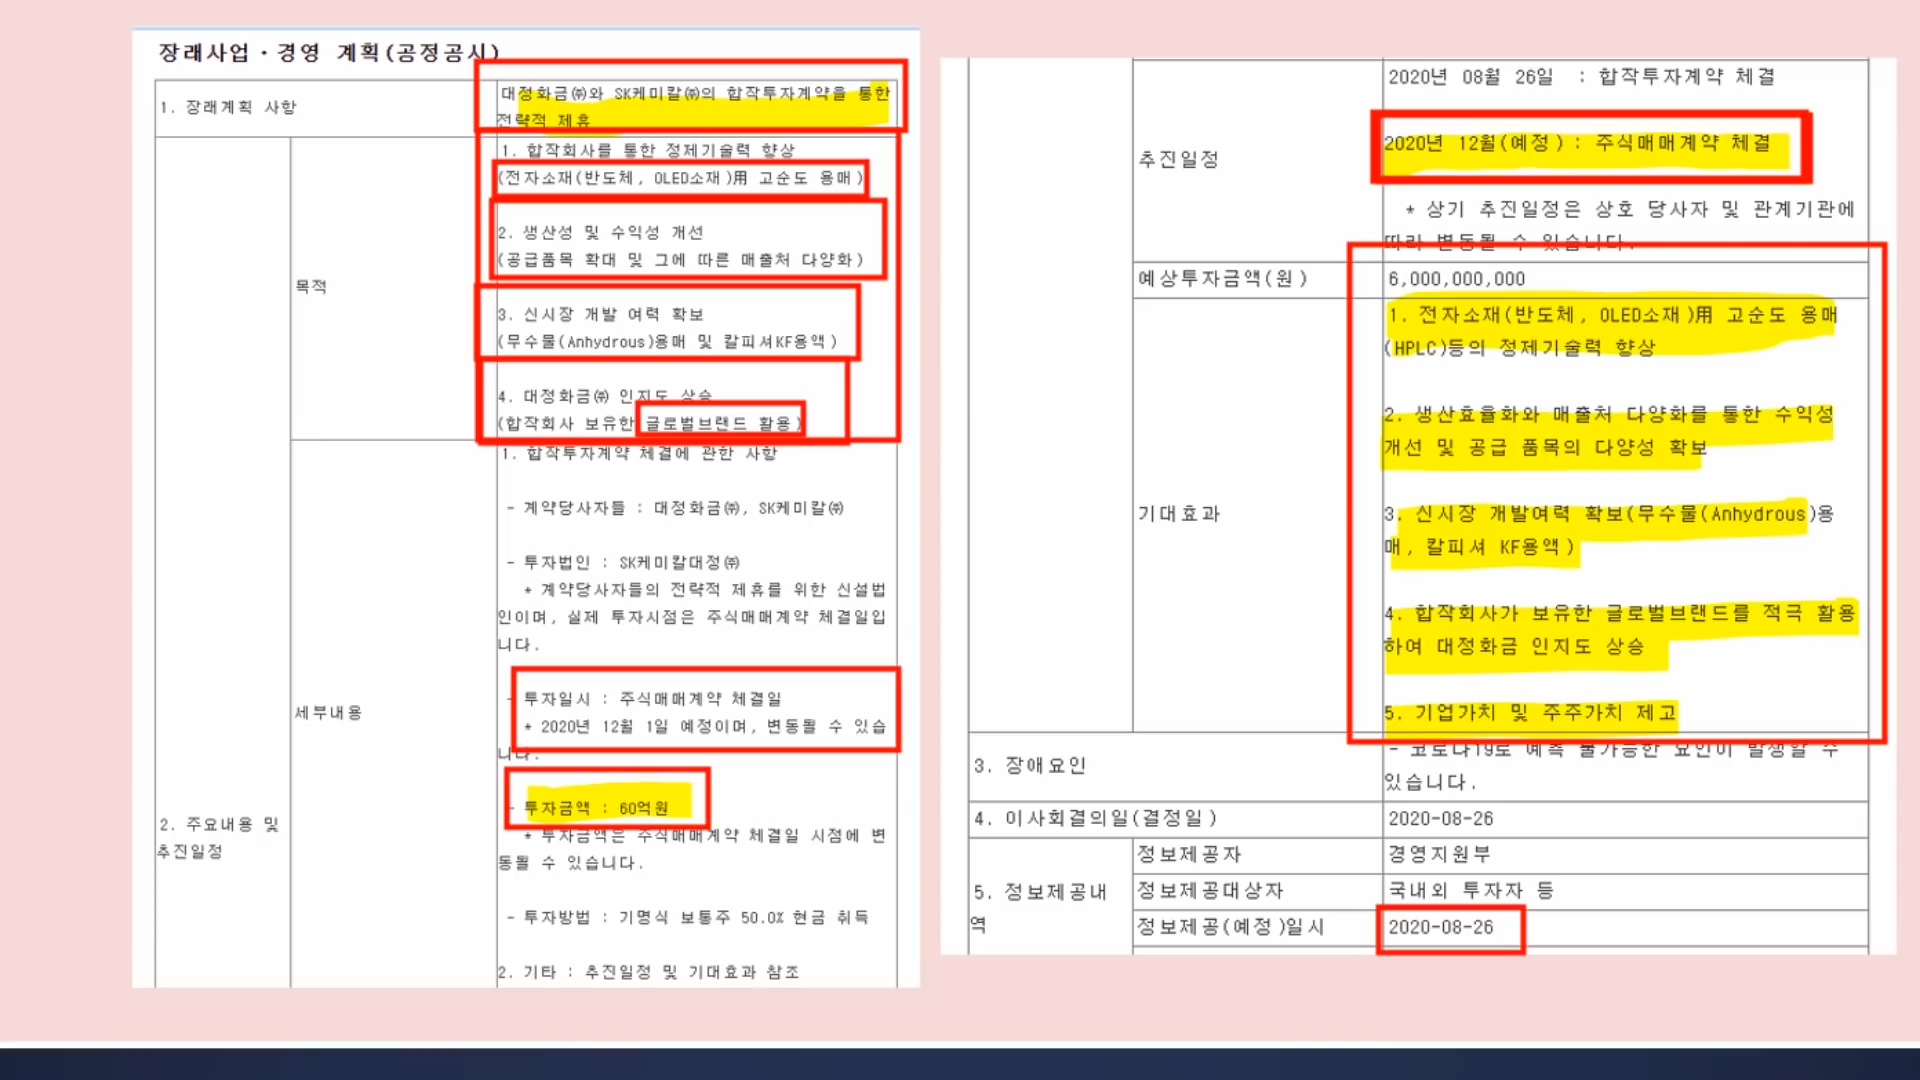 장래사업・경영 계획(공정공시)
1. 장래계획 사항
대정화금㈜와 SK케미칼㈜의 합작투자계약을 통한
전략적 제휴
2. 주요내용 및
추진일정
목적
1. 합작회사를 통한 정제기술력 향상
(전자소재(반도체, OLED소재)用 고순도 용매)
2. 생산성 및 수익성 개선
(공급품목 확대 및 그에 따른 매출처 다양화)
3. 신시장 개발 여력 확보
(무수물(Anhydrous)용매 및 칼피셔KF용액)
4. 대정화금㈜ 인지도 상승
(합작회사 보유한 글로벌브랜드 활용)
세부내용
1. 합작투자계약 체결에 관한 사항
- 계약당사자들 : 대정화금㈜, SK케미칼㈜
- 투자법인 : SK케미칼대정㈜
* 계약당사자들의 전략적 제휴를 위한 신설법
인이며, 실제 투자시점은 주식매매계약 체결일입
니다.
- 투자일시 : 주식매매계약 체결일
* 2020년 12월 1일 예정이며, 변동될 수 있습
니다.
- 투자금액 : 60억원
* 투자금액은 주식매매계약 체결일 시점에 변
동될 수 있습니다.
- 투자방법 : 기명식 보통주 50.0% 현금 취득
2. 기타 : 추진일정 및 기대효과 참조
추진일정
2020년 08월 26일 : 합작투자계약 체결
2020년 12월(예정) : 주식매매계약 체결
* 상기 추진일정은 상호 당사자 및 관계기관에
따라 변동될 수 있습니다.
예상투자금액(원)
6,000,000,000
기대효과
1. 전자소재(반도체, OLED소재)用 고순도 용매
(HPLC)등의 정제기술력 향상
2. 생산효율화와 매출처 다양화를 통한 수익성
개선 및 공급 품목의 다양성 확보
3. 신시장 개발여력 확보(무수물(Anhydrous)용
매, 칼피셔 KF용액)
4. 합작회사가 보유한 글로벌브랜드를 적극 활용
하여 대정화금 인지도 상승
5. 기업가치 및 주주가치 제고
3. 장애요인
- 코로나19로 예측 불가능한 요인이 발생할 수
있습니다.
4. 이사회결의일(결정일)
2020-08-26
5. 정보제공내
역
정보제공자
경영지원부
정보제공대상자
국내외 투자자 등
정보제공(예정)일시
2020-08-26